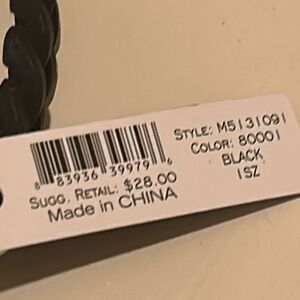 8 83936 39979 6
SUGG. RETAIL: $28.00
Made in CHINA
STYLE: M5131091
COLOR: 80001
BLACK
1SZ